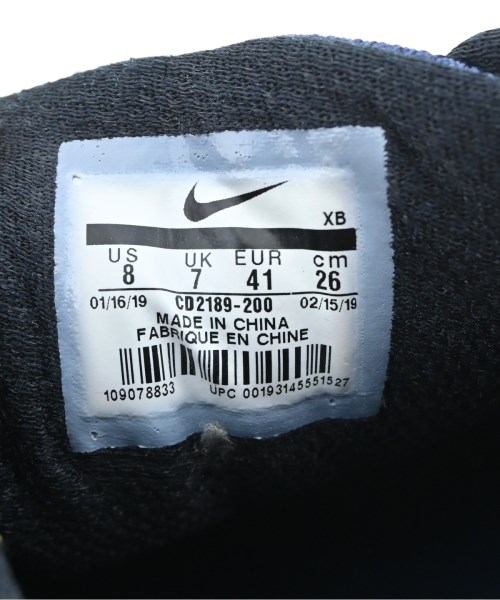 XB
US UK EUR cm
8 7 41 26
01/16/19 CD2189-200 02/15/19
MADE IN CHINA
FABRIQUE EN CHINE
109078833 UPC 00193145551527